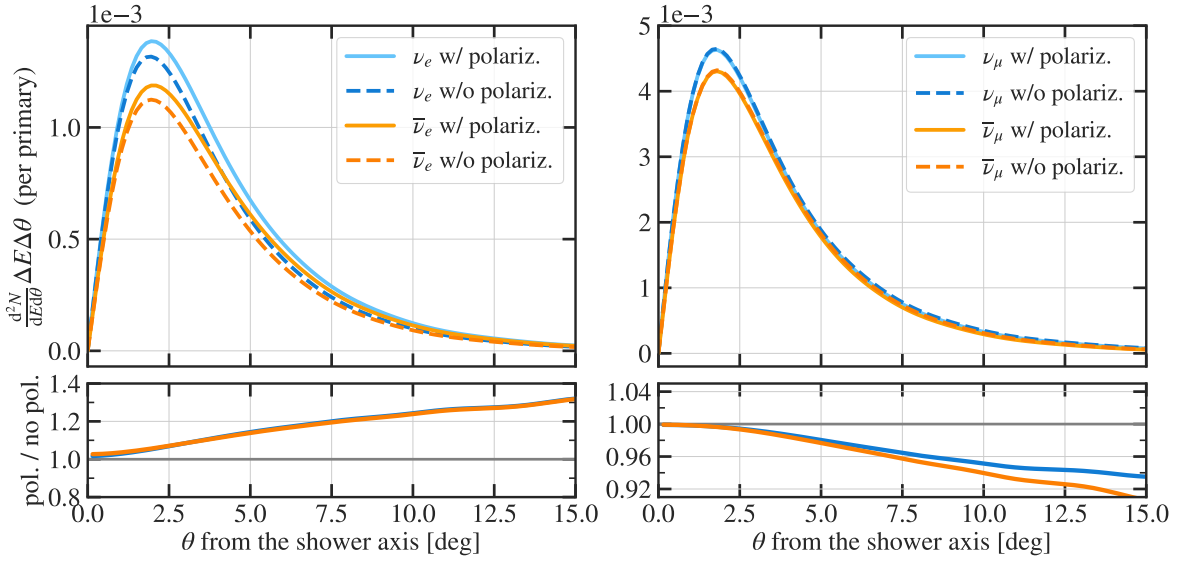 1e−3
d²N/dEdθ ΔEΔθ (per primary)
1.0
0.5
0.0
ν_e w/ polariz.
ν_e w/o polariz.
ν̅_e w/ polariz.
ν̅_e w/o polariz.
pol. / no pol.
1.4
1.2
1.0
0.8
0.0 2.5 5.0 7.5 10.0 12.5 15.0
θ from the shower axis [deg]
1e−3
5
4
3
2
1
0
ν_μ w/ polariz.
ν_μ w/o polariz.
ν̅_μ w/ polariz.
ν̅_μ w/o polariz.
1.04
1.00
0.96
0.92
0.0 2.5 5.0 7.5 10.0 12.5 15.0
θ from the shower axis [deg]